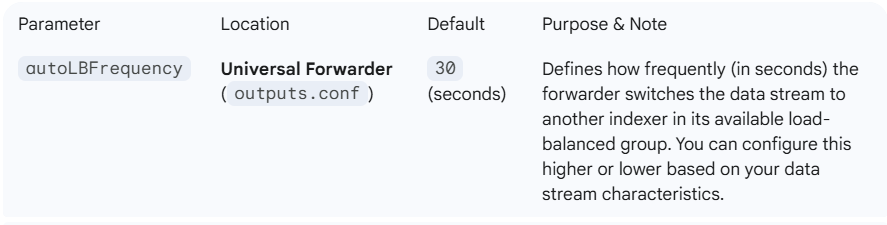 Parameter Location Default Purpose & Note
autoLBFrequency Universal Forwarder 30 Defines how frequently (in seconds) the
(outputs.conf) (seconds) forwarder switches the data stream to
another indexer in its available load-
balanced group. You can configure this
higher or lower based on your data
stream characteristics.